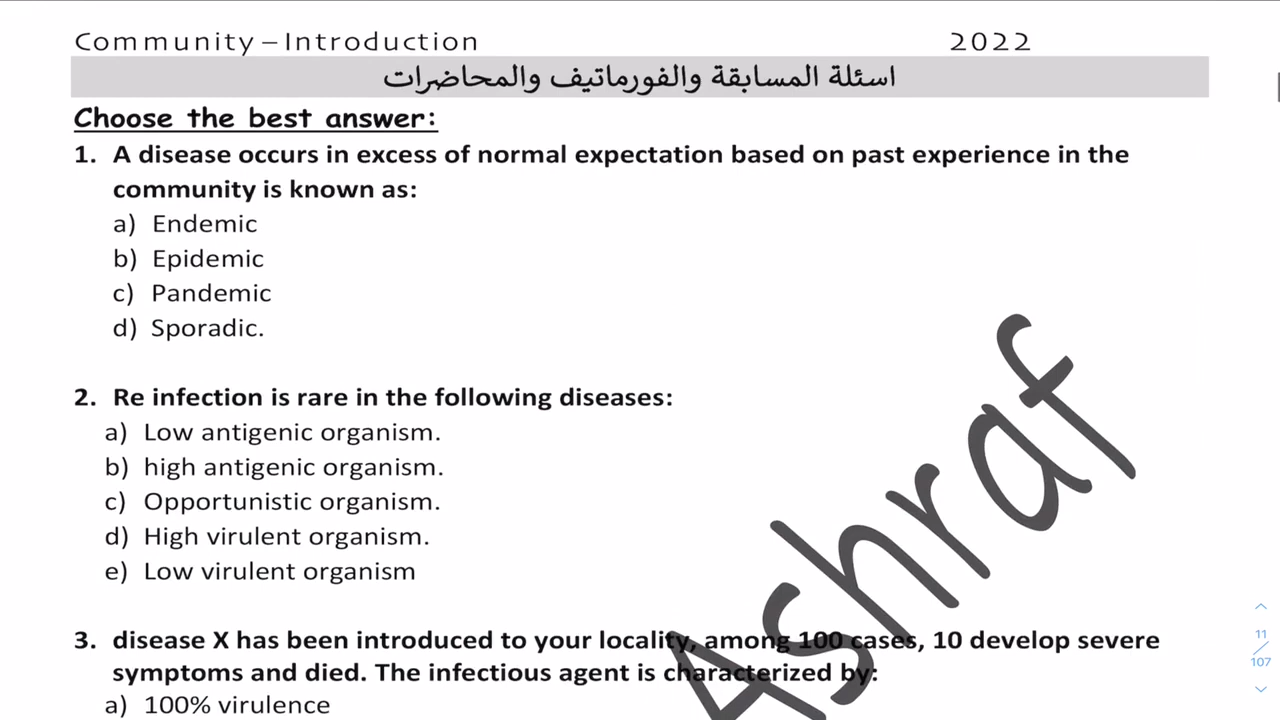 Community – Introduction 2022
اسئلة المسابقة والفورماتيف والمحاضرات
Choose the best answer:
1. A disease occurs in excess of normal expectation based on past experience in the
community is known as:
a) Endemic
b) Epidemic
c) Pandemic
d) Sporadic.
2. Re infection is rare in the following diseases:
a) Low antigenic organism.
b) high antigenic organism.
c) Opportunistic organism.
d) High virulent organism.
e) Low virulent organism
3. disease X has been introduced to your locality, among 100 cases, 10 develop severe
symptoms and died. The infectious agent is characterized by:
a) 100% virulence
Ashraf
11
107